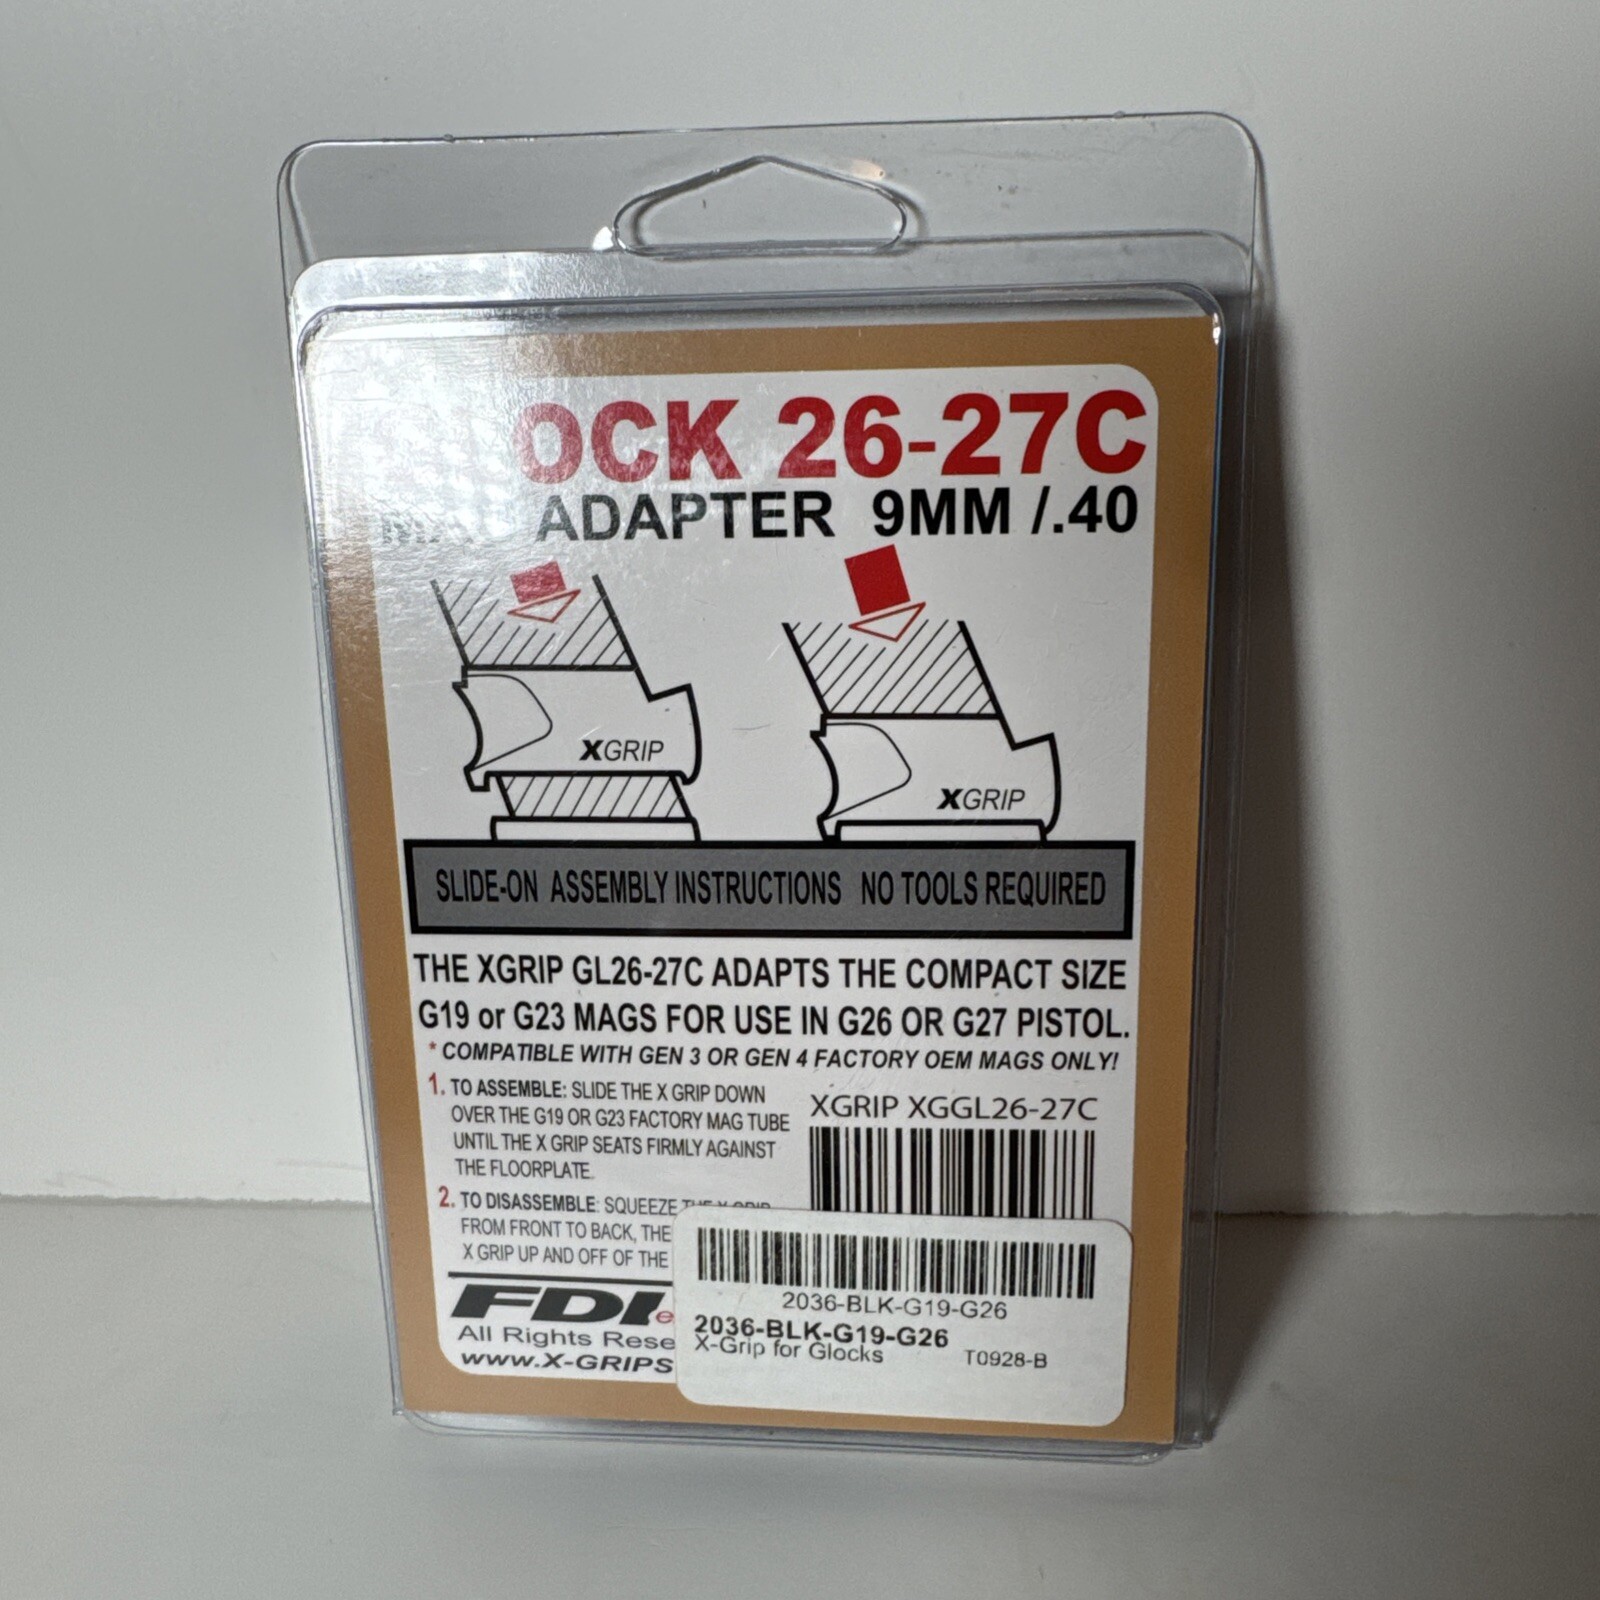 OCK 26-27C
ADAPTER 9MM /.40
XGRIP
XGRIP
SLIDE-ON ASSEMBLY INSTRUCTIONS NO TOOLS REQUIRED
THE XGRIP GL26-27C ADAPTS THE COMPACT SIZE
G19 or G23 MAGS FOR USE IN G26 OR G27 PISTOL.
* COMPATIBLE WITH GEN 3 OR GEN 4 FACTORY OEM MAGS ONLY!
1. TO ASSEMBLE: SLIDE THE X GRIP DOWN
OVER THE G19 OR G23 FACTORY MAG TUBE
UNTIL THE X GRIP SEATS FIRMLY AGAINST
THE FLOORPLATE.
2. TO DISASSEMBLE: SQUEEZE THE X GRIP
FROM FRONT TO BACK, THE
X GRIP UP AND OFF OF THE
XGRIP XGGL26-27C
FDI
All Rights Rese
www.X-GRIPS
2036-BLK-G19-G26
2036-BLK-G19-G26
X-Grip for Glocks T0928-B